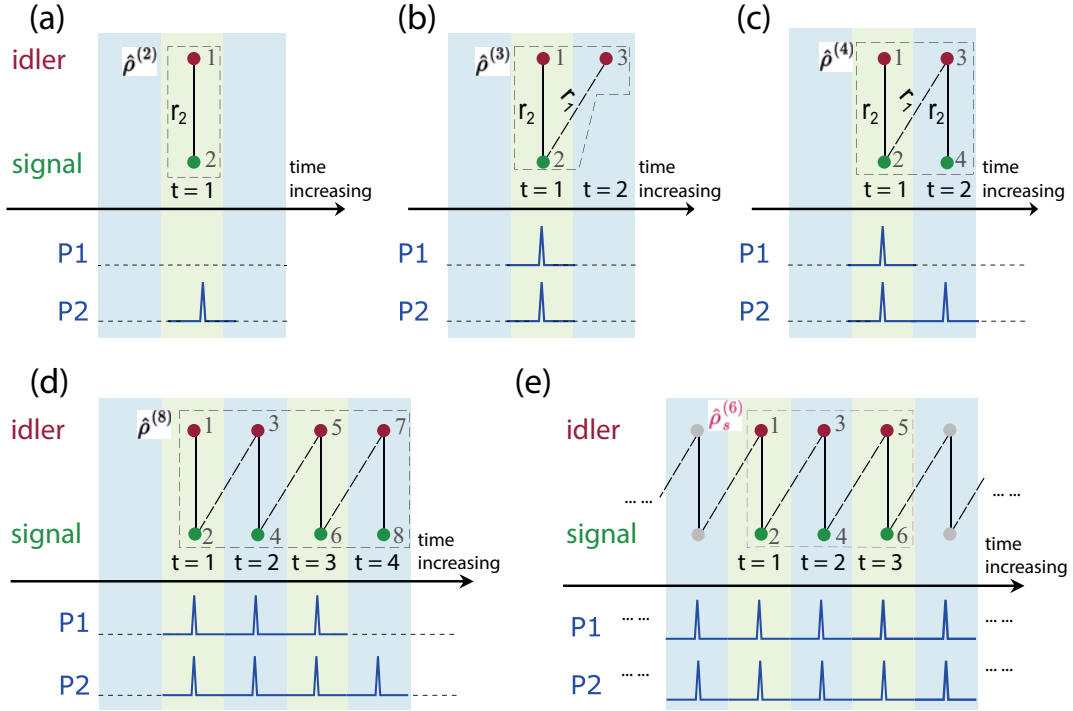 (a)
(b)
(c)
idler
ρ̂⁽²⁾
1
r₂
2
signal
t = 1
time
increasing
P1
P2
ρ̂⁽³⁾
1
3
r₂
r₁
2
t = 1
t = 2
time
increasing
P1
P2
ρ̂⁽⁴⁾
1
3
r₂
r₁
r₂
2
4
t = 1
t = 2
time
increasing
P1
P2
(d)
(e)
idler
ρ̂⁽⁸⁾
1
3
5
7
signal
2
4
6
8
t = 1
t = 2
t = 3
t = 4
time
increasing
P1
P2
idler
ρ̂ₛ⁽⁶⁾
1
3
5
... ...
... ...
signal
2
4
6
t = 1
t = 2
t = 3
time
increasing
P1
... ...
... ...
P2
... ...
... ...